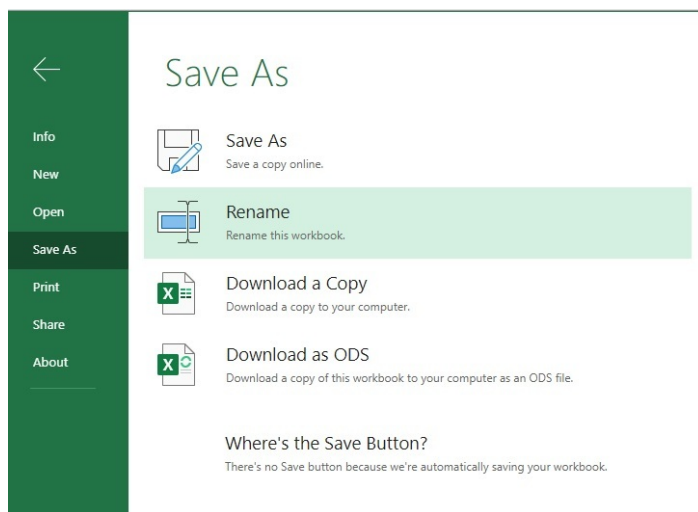 Save As
Info
New
Open
Save As
Print
Share
About
Save As
Save a copy online.
Rename
Rename this workbook.
Download a Copy
Download a copy to your computer.
Download as ODS
Download a copy of this workbook to your computer as an ODS file.
Where's the Save Button?
There's no Save button because we're automatically saving your workbook.